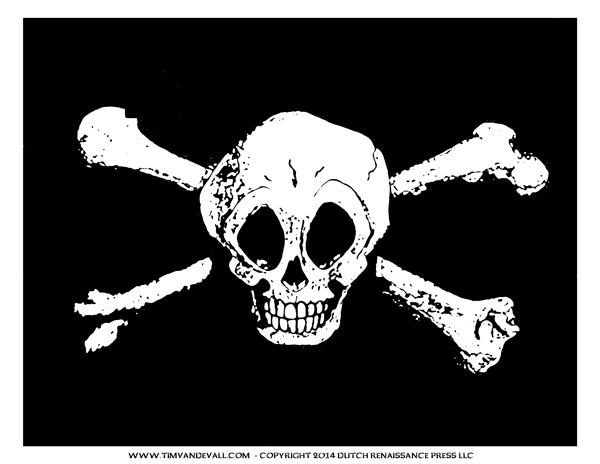 WWW.TIMVANDEVALL.COM - COPYRIGHT 2014 DUTCH RENAISSANCE PRESS LLC